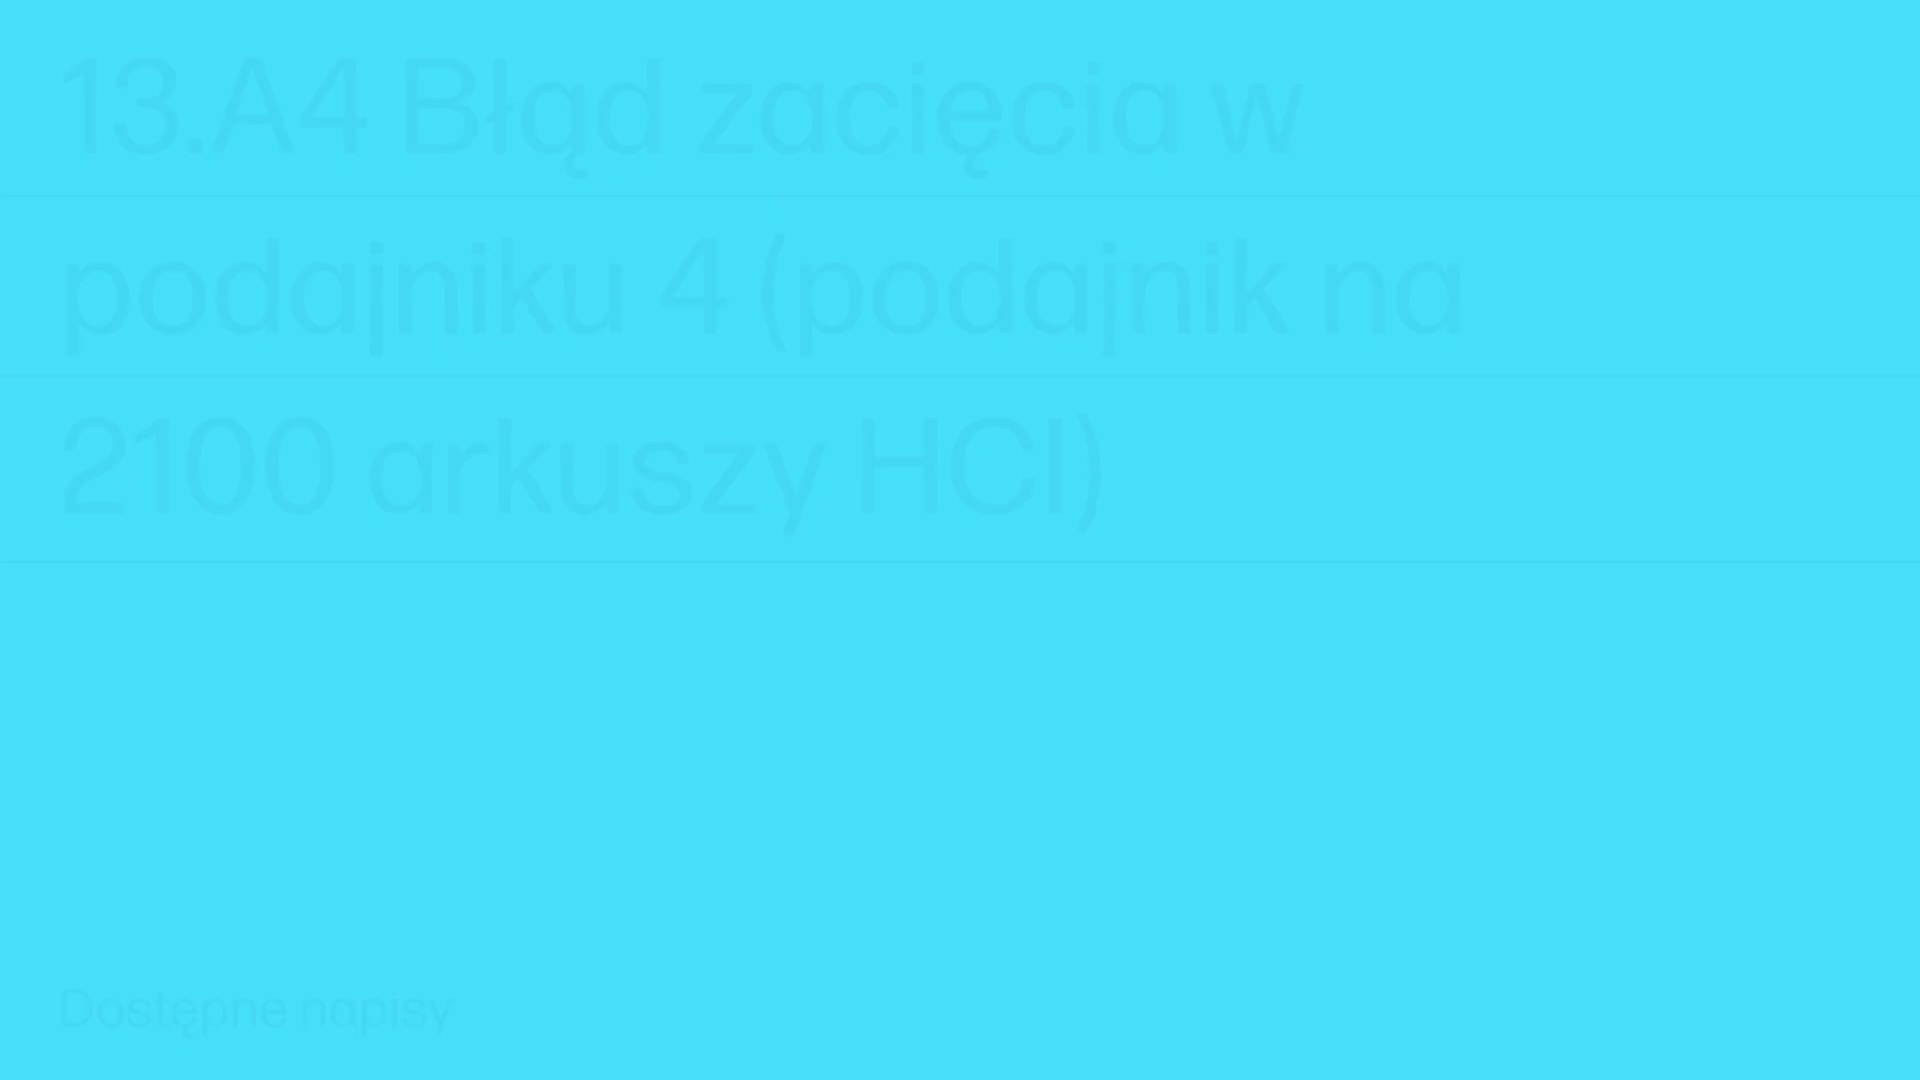 13.A4 Błąd zacięcia w
podajniku 4 (podajnik na
2100 arkuszy HCI)
Dostępne napisy